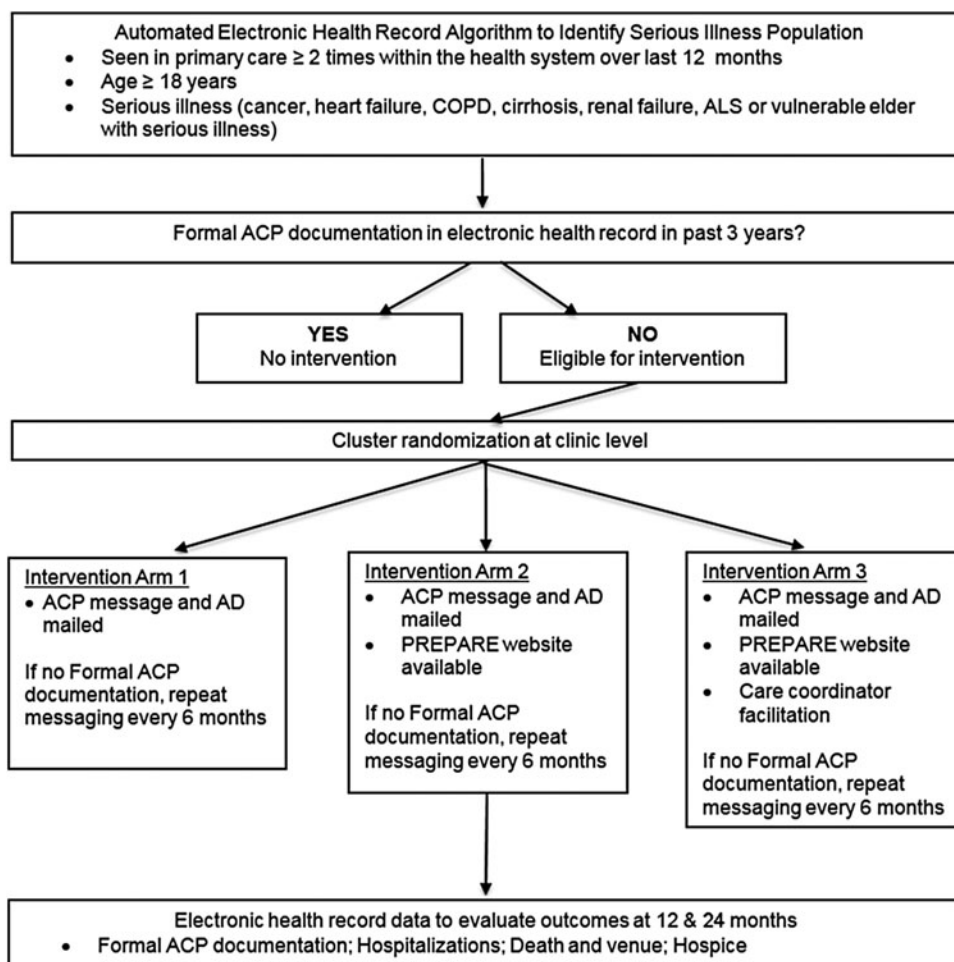 Automated Electronic Health Record Algorithm to Identify Serious Illness Population
• Seen in primary care ≥ 2 times within the health system over last 12 months
• Age ≥ 18 years
• Serious illness (cancer, heart failure, COPD, cirrhosis, renal failure, ALS or vulnerable elder
with serious illness)
Formal ACP documentation in electronic health record in past 3 years?
YES
No intervention
NO
Eligible for intervention
Cluster randomization at clinic level
Intervention Arm 1
• ACP message and AD
mailed
If no Formal ACP
documentation, repeat
messaging every 6 months
Intervention Arm 2
• ACP message and AD
mailed
• PREPARE website
available
If no Formal ACP
documentation, repeat
messaging every 6 months
Intervention Arm 3
• ACP message and AD
mailed
• PREPARE website
available
• Care coordinator
facilitation
If no Formal ACP
documentation, repeat
messaging every 6 months
Electronic health record data to evaluate outcomes at 12 & 24 months
• Formal ACP documentation; Hospitalizations; Death and venue; Hospice